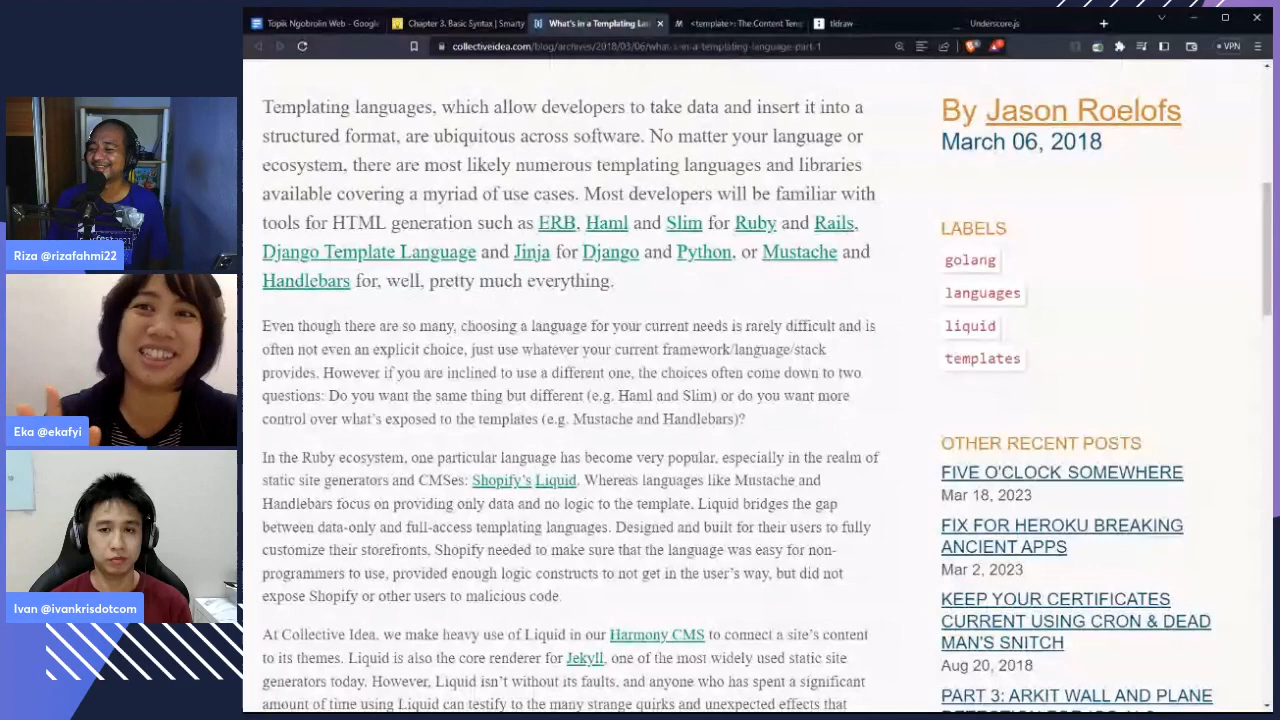 Topik Ngobrolin Web - Google
Chapter 3. Basic Syntax | Smarty
What's in a Templating Lan
<template>: The Content Temp
tldraw
Underscore.js
collectiveidea.com/blog/archives/2018/03/06/what-s-in-a-templating-language-part-1
VPN
Templating languages, which allow developers to take data and insert it into a
structured format, are ubiquitous across software. No matter your language or
ecosystem, there are most likely numerous templating languages and libraries
available covering a myriad of use cases. Most developers will be familiar with
tools for HTML generation such as ERB, Haml and Slim for Ruby and Rails,
Django Template Language and Jinja for Django and Python, or Mustache and
Handlebars for, well, pretty much everything.
Even though there are so many, choosing a language for your current needs is rarely difficult and is
often not even an explicit choice, just use whatever your current framework/language/stack
provides. However if you are inclined to use a different one, the choices often come down to two
questions: Do you want the same thing but different (e.g. Haml and Slim) or do you want more
control over what's exposed to the templates (e.g. Mustache and Handlebars)?
In the Ruby ecosystem, one particular language has become very popular, especially in the realm of
static site generators and CMSes: Shopify's Liquid. Whereas languages like Mustache and
Handlebars focus on providing only data and no logic to the template, Liquid bridges the gap
between data-only and full-access templating languages. Designed and built for their users to fully
customize their storefronts, Shopify needed to make sure that the language was easy for non-
programmers to use, provided enough logic constructs to not get in the user's way, but did not
expose Shopify or other users to malicious code.
At Collective Idea, we make heavy use of Liquid in our Harmony CMS to connect a site's content
to its themes. Liquid is also the core renderer for Jekyll, one of the most widely used static site
generators today. However, Liquid isn't without its faults, and anyone who has spent a significant
amount of time using Liquid can testify to the many strange quirks and unexpected effects that
By Jason Roelofs
March 06, 2018
LABELS
golang
languages
liquid
templates
OTHER RECENT POSTS
FIVE O'CLOCK SOMEWHERE
Mar 18, 2023
FIX FOR HEROKU BREAKING
ANCIENT APPS
Mar 2, 2023
KEEP YOUR CERTIFICATES
CURRENT USING CRON & DEAD
MAN'S SNITCH
Aug 20, 2018
PART 3: ARKIT WALL AND PLANE
Riza @rizafahmi22
Eka @ekafyi
Ivan @ivankrisdotcom